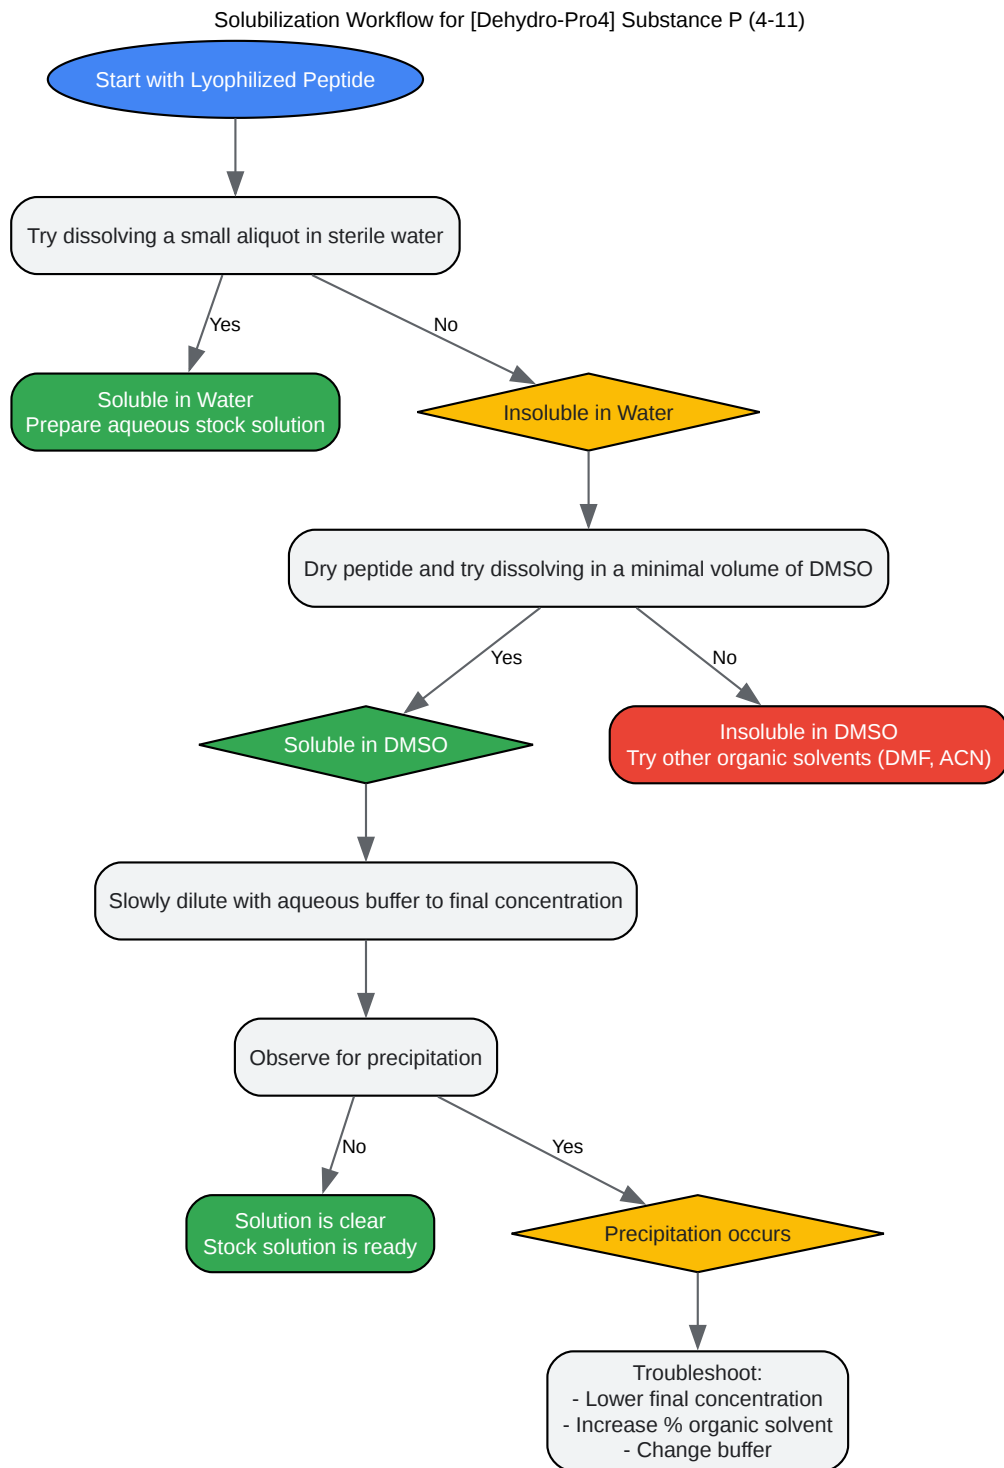 Solubilization Workflow for [Dehydro-Pro4] Substance P (4-11)
Start with Lyophilized Peptide
Try dissolving a small aliquot in sterile water
Yes
No
Soluble in Water
Prepare aqueous stock solution
Insoluble in Water
Dry peptide and try dissolving in a minimal volume of DMSO
Yes
No
Soluble in DMSO
Insoluble in DMSO
Try other organic solvents (DMF, ACN)
Slowly dilute with aqueous buffer to final concentration
Observe for precipitation
No
Yes
Solution is clear
Stock solution is ready
Precipitation occurs
Troubleshoot:
- Lower final concentration
- Increase % organic solvent
- Change buffer